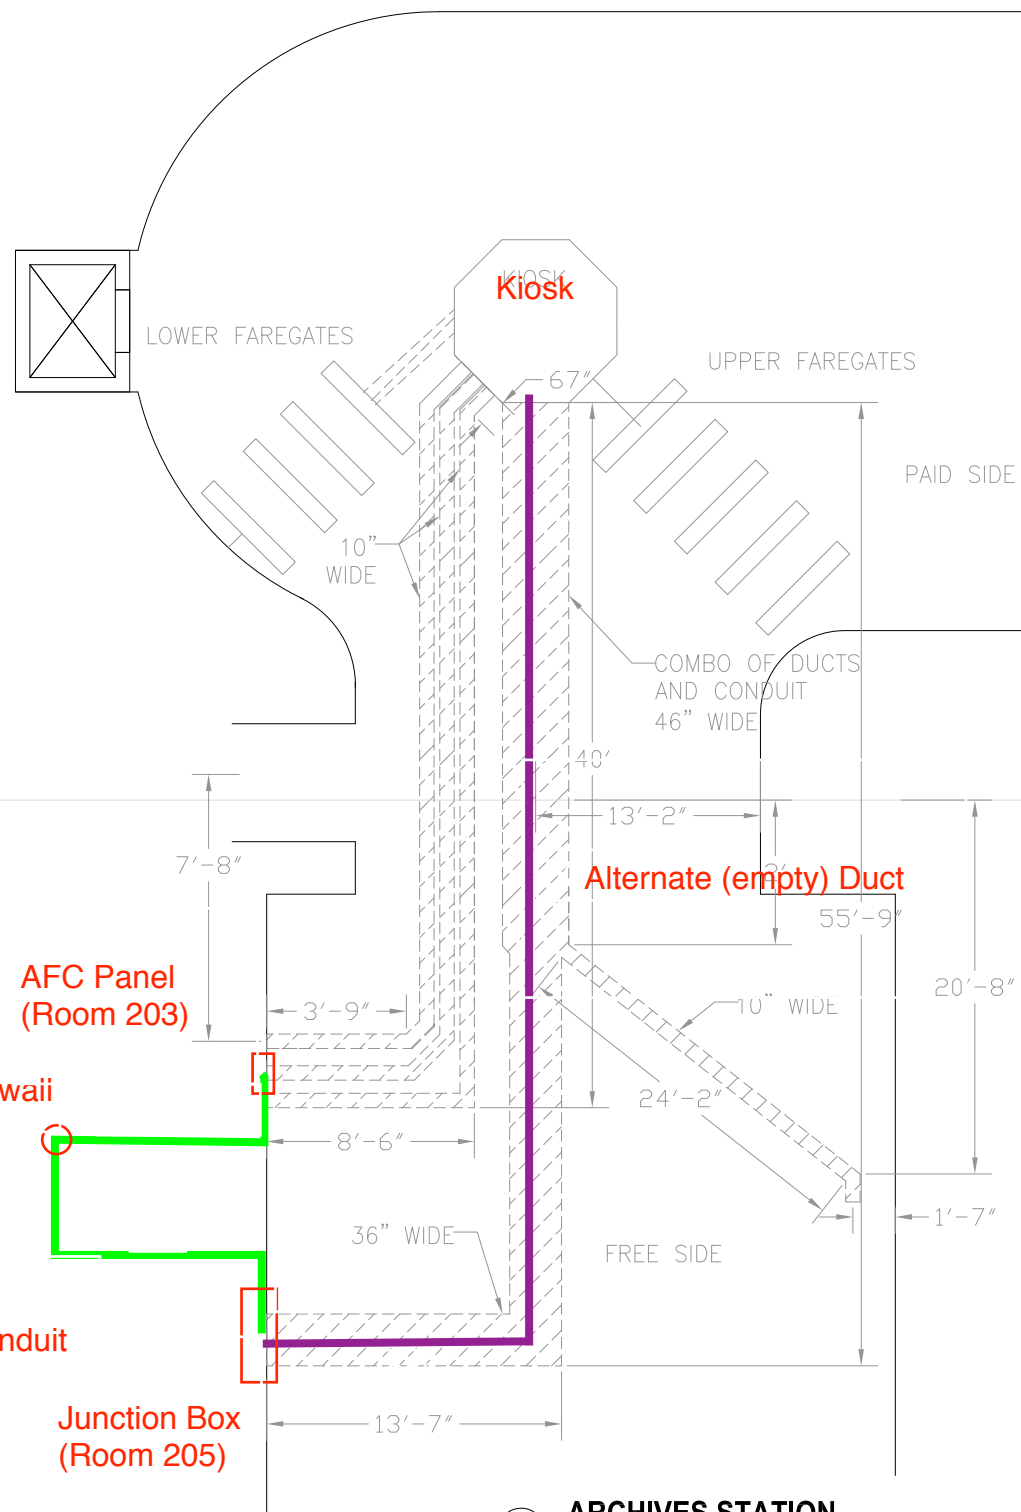 KIOSK
Kiosk
LOWER FAREGATES
UPPER FAREGATES
67"
PAID SIDE
10"
WIDE
COMBO OF DUCTS
AND CONDUIT
46" WIDE
40'
13'-2"
7'-8"
Alternate (empty) Duct
55'-9"
AFC Panel
(Room 203)
3'-9"
10" WIDE
20'-8"
waii
24'-2"
8'-6"
1'-7"
36" WIDE
FREE SIDE
nduit
Junction Box
(Room 205)
13'-7"
ARCHIVES STATION